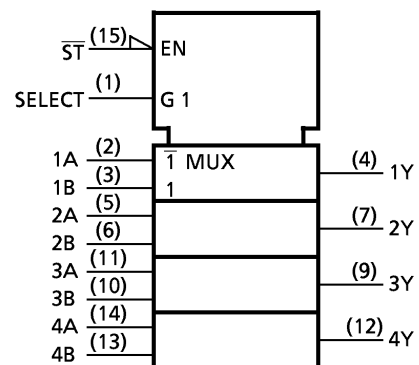 S̅T̅ (15) EN
SELECT (1) G 1
1A (2) 1̅ MUX (4) 1Y
1B (3) 1
2A (5) (7) 2Y
2B (6)
3A (11) (9) 3Y
3B (10)
4A (14) (12) 4Y
4B (13)